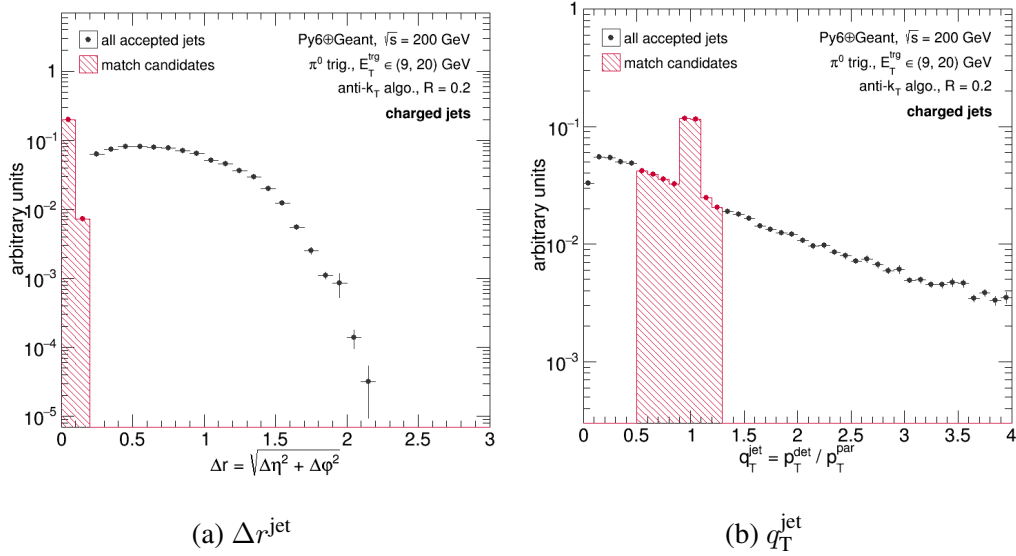 all accepted jets
match candidates
Py6⊕Geant, √s = 200 GeV
π⁰ trig., E_T^trg ∈ (9, 20) GeV
anti-k_T algo., R = 0.2
charged jets
arbitrary units
1
10⁻¹
10⁻²
10⁻³
10⁻⁴
10⁻⁵
0 0.5 1 1.5 2 2.5 3
Δr = √Δη² + Δφ²
(a) Δr^jet
all accepted jets
match candidates
Py6⊕Geant, √s = 200 GeV
π⁰ trig., E_T^trg ∈ (9, 20) GeV
anti-k_T algo., R = 0.2
charged jets
arbitrary units
1
10⁻¹
10⁻²
10⁻³
0 0.5 1 1.5 2 2.5 3 3.5 4
q_T^jet = p_T^det / p_T^par
(b) q_T^jet